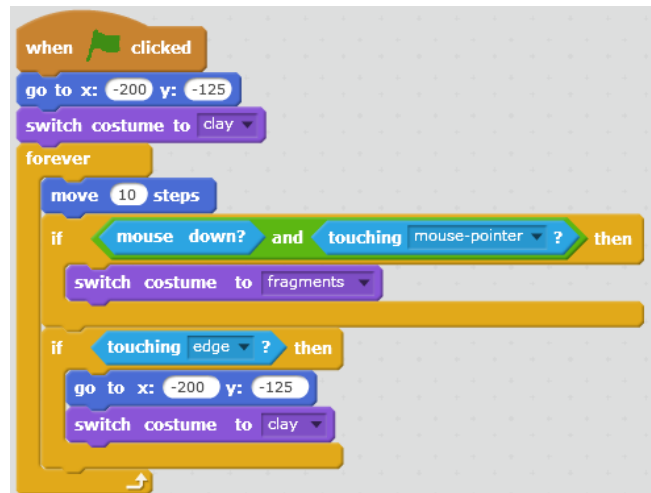 when clicked
go to x: -200 y: -125
switch costume to clay
forever
move 10 steps
if mouse down? and touching mouse-pointer ? then
switch costume to fragments
if touching edge ? then
go to x: -200 y: -125
switch costume to clay